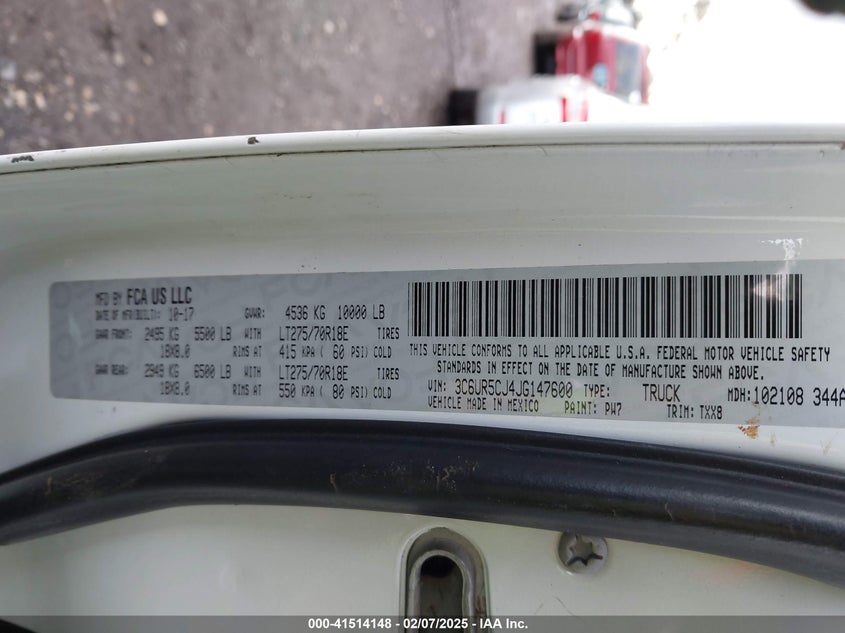 MFD BY FCA US LLC
DATE OF MFR(BUILT): 10-17 GVWR: 4536 KG 10000 LB
GAWR FRONT: 2495 KG 5500 LB WITH LT275/70R18E TIRES
18X8.0 RIMS AT 415 KPA( 60 PSI) COLD
GAWR REAR: 2949 KG 6500 LB WITH LT275/70R18E TIRES
18X8.0 RIMS AT 550 KPA ( 80 PSI) COLD
THIS VEHICLE CONFORMS TO ALL APPLICABLE U.S.A. FEDERAL MOTOR VEHICLE SAFETY
STANDARDS IN EFFECT ON THE DATE OF MANUFACTURE SHOWN ABOVE.
VIN: 3C6UR5CJ4JG147600 TYPE: TRUCK MDH:102108 344A
VEHICLE MADE IN MEXICO PAINT: PW7 TRIM: TXX8
000-41514148 — 02/07/2025 — IAA Inc.